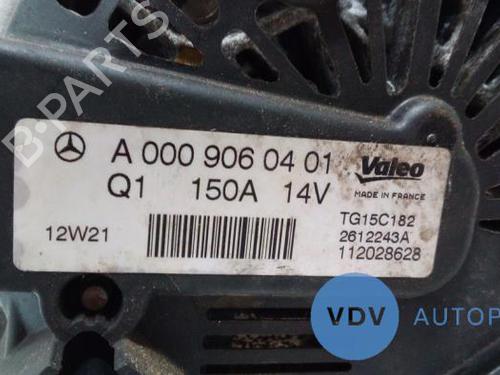 B-PARTS
A 000 906 04 01
Valeo
Q1 150A 14V
MADE IN FRANCE
TG15C182
12W21
2612243A
112028628
VDV AUTOP